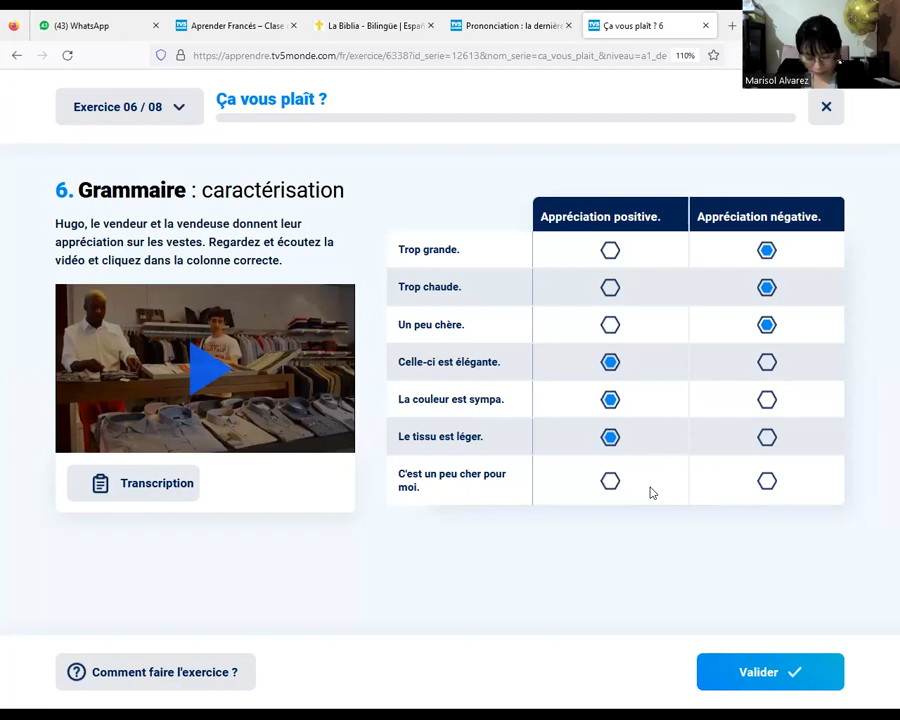 (43) WhatsApp
Aprender Francés – Clase
La Biblia - Bilingüe | Espa
Prononciation : la dernière
Ça vous plaît ? 6
https://apprendre.tv5monde.com/fr/exercice/6338?id_serie=12613&nom_serie=ca_vous_plait_&niveau=a1_de
110%
Marisol Alvarez
Exercice 06 / 08
Ça vous plaît ?
6. Grammaire : caractérisation
Hugo, le vendeur et la vendeuse donnent leur
appréciation sur les vestes. Regardez et écoutez la
vidéo et cliquez dans la colonne correcte.
Transcription
Appréciation positive.
Appréciation négative.
Trop grande.
Trop chaude.
Un peu chère.
Celle-ci est élégante.
La couleur est sympa.
Le tissu est léger.
C'est un peu cher pour
moi.
Comment faire l'exercice ?
Valider